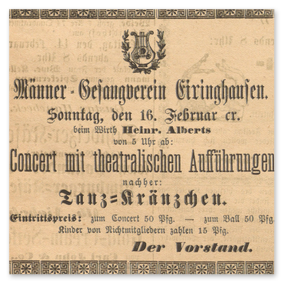 Männer-Gesangverein Eiringhausen.
Sonntag, den 16. Februar cr.
beim Wirth Heinr. Alberts
von 5 Uhr ab:
Concert mit theatralischen Aufführungen
nachher:
Tanz=Kränzchen.
Eintrittspreis: zum Concert 50 Pfg. — zum Ball 50 Pfg.
Kinder von Nichtmitgliedern zahlen 15 Pfg.
Der Vorstand.